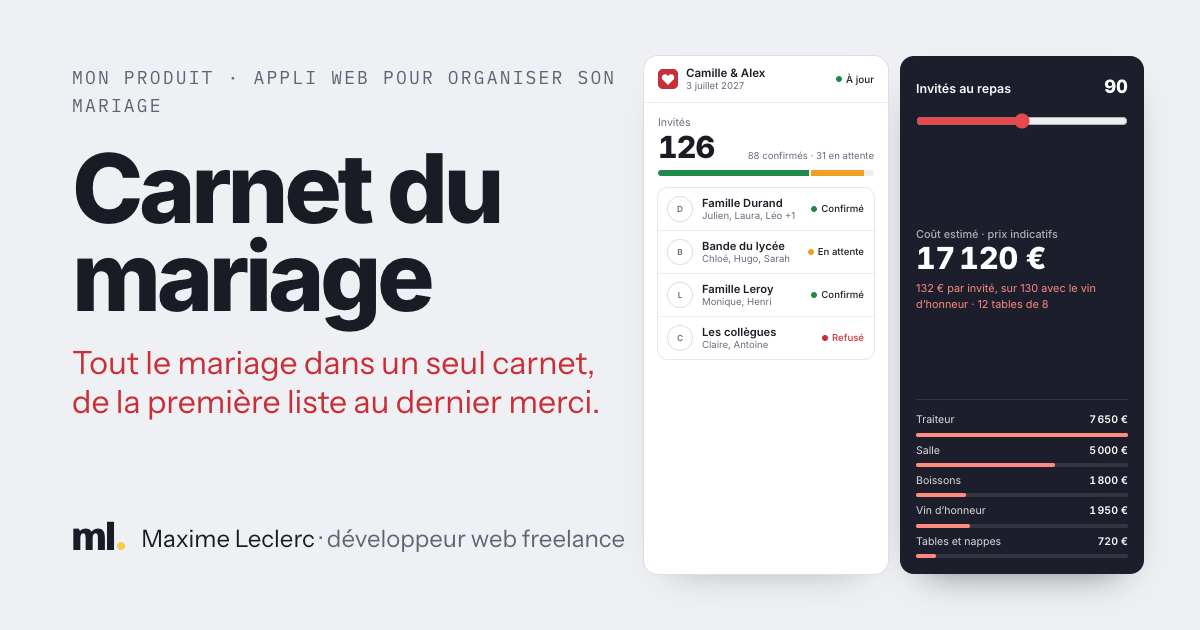 MON PRODUIT · APPLI WEB POUR ORGANISER SON
MARIAGE
Carnet du
mariage
Tout le mariage dans un seul carnet,
de la première liste au dernier merci.
ml.
Maxime Leclerc · développeur web freelance
Camille & Alex
3 juillet 2027
À jour
Invités
126
88 confirmés · 31 en attente
D
Famille Durand
Julien, Laura, Léo +1
Confirmé
B
Bande du lycée
Chloé, Hugo, Sarah
En attente
L
Famille Leroy
Monique, Henri
Confirmé
C
Les collègues
Claire, Antoine
Refusé
Invités au repas
90
Coût estimé · prix indicatifs
17 120 €
132 € par invité, sur 130 avec le vin
d’honneur · 12 tables de 8
Traiteur
7 650 €
Salle
5 000 €
Boissons
1 800 €
Vin d’honneur
1 950 €
Tables et nappes
720 €